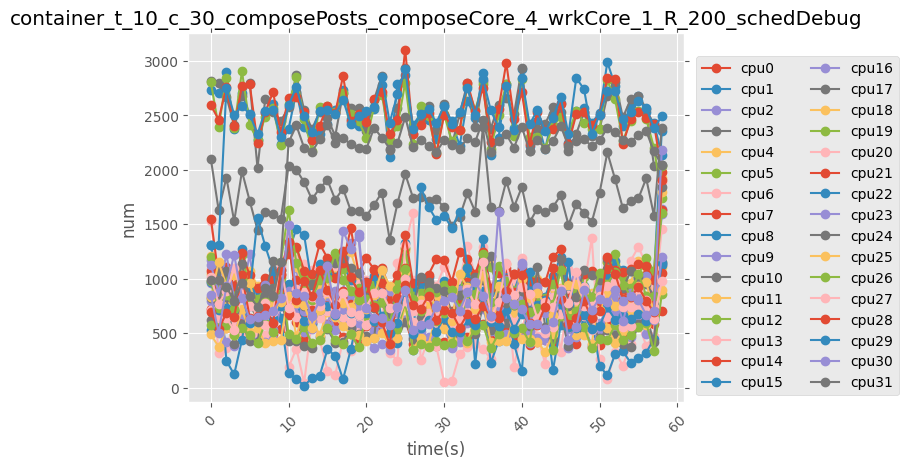 container_t_10_c_30_composePosts_composeCore_4_wrkCore_1_R_200_schedDebug
num
3000
2500
2000
1500
1000
500
0
0
10
20
30
40
50
60
time(s)
cpu0
cpu1
cpu2
cpu3
cpu4
cpu5
cpu6
cpu7
cpu8
cpu9
cpu10
cpu11
cpu12
cpu13
cpu14
cpu15
cpu16
cpu17
cpu18
cpu19
cpu20
cpu21
cpu22
cpu23
cpu24
cpu25
cpu26
cpu27
cpu28
cpu29
cpu30
cpu31